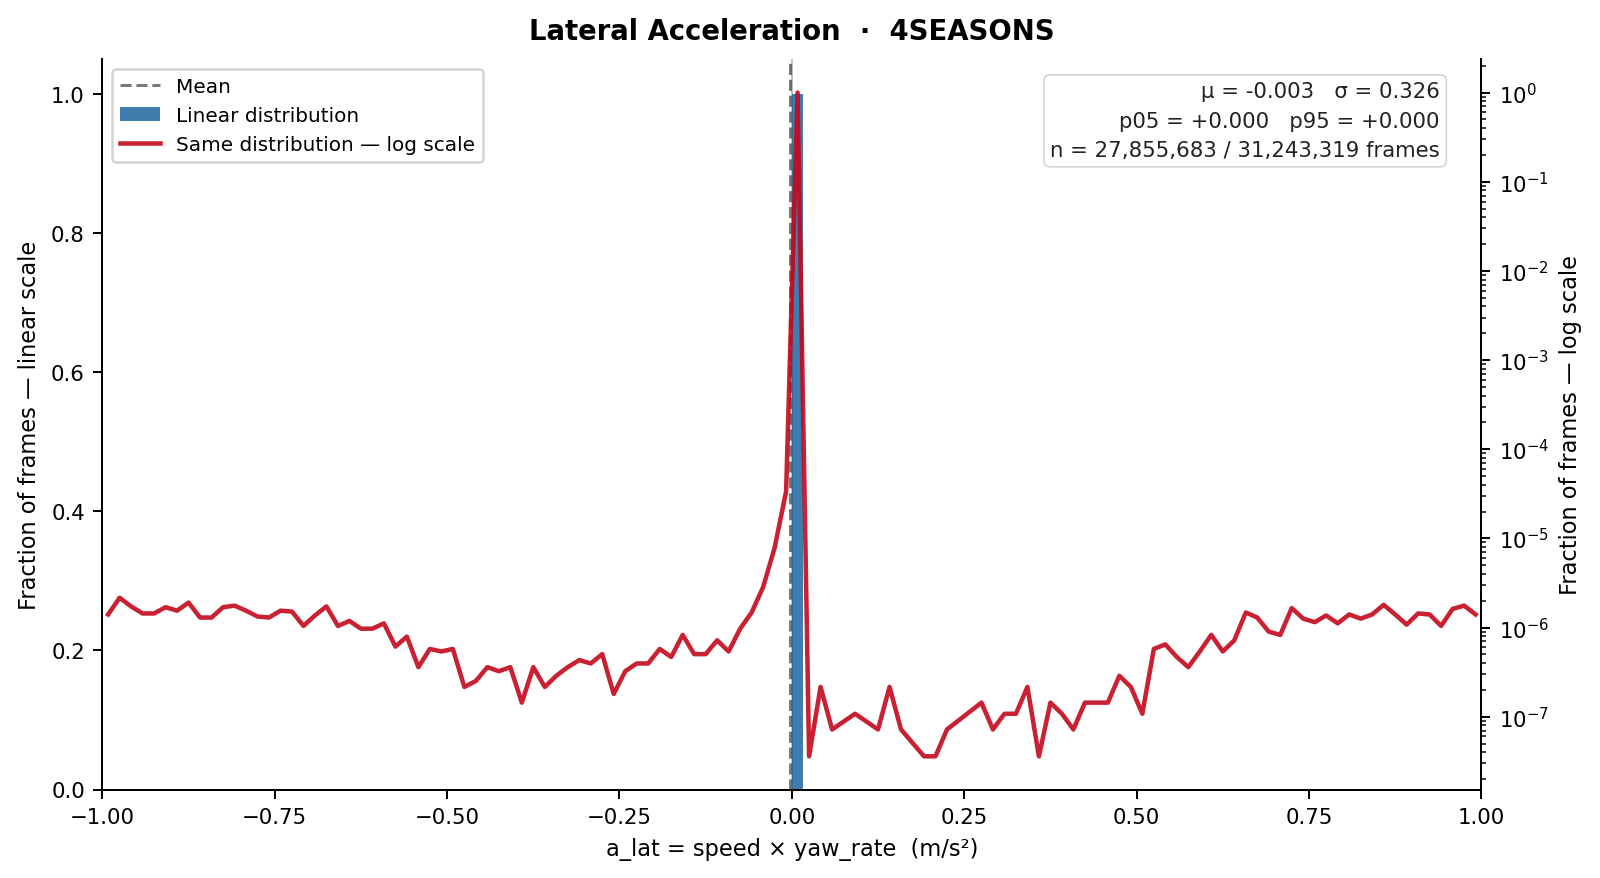 Lateral Acceleration · 4SEASONS
Mean
Linear distribution
Same distribution — log scale
μ = -0.003 σ = 0.326
p05 = +0.000 p95 = +0.000
n = 27,855,683 / 31,243,319 frames
Fraction of frames — linear scale
1.0
0.8
0.6
0.4
0.2
0.0
10⁰
10⁻¹
10⁻²
10⁻³
10⁻⁴
10⁻⁵
10⁻⁶
10⁻⁷
Fraction of frames — log scale
−1.00
−0.75
−0.50
−0.25
0.00
0.25
0.50
0.75
1.00
a_lat = speed × yaw_rate (m/s²)